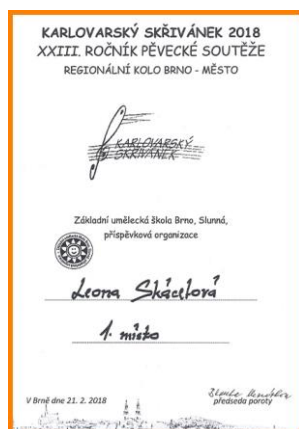 KARLOVARSKÝ SKŘIVÁNEK 2018
XXIII. ROČNÍK PĚVECKÉ SOUTĚŽE
REGIONÁLNÍ KOLO BRNO - MĚSTO
KARLOVARSKÝ
SKŘIVÁNEK
Základní umělecká škola Brno, Slunná,
příspěvková organizace
Leona Skácelová
1. místo
V Brně dne 21. 2. 2018
předseda poroty